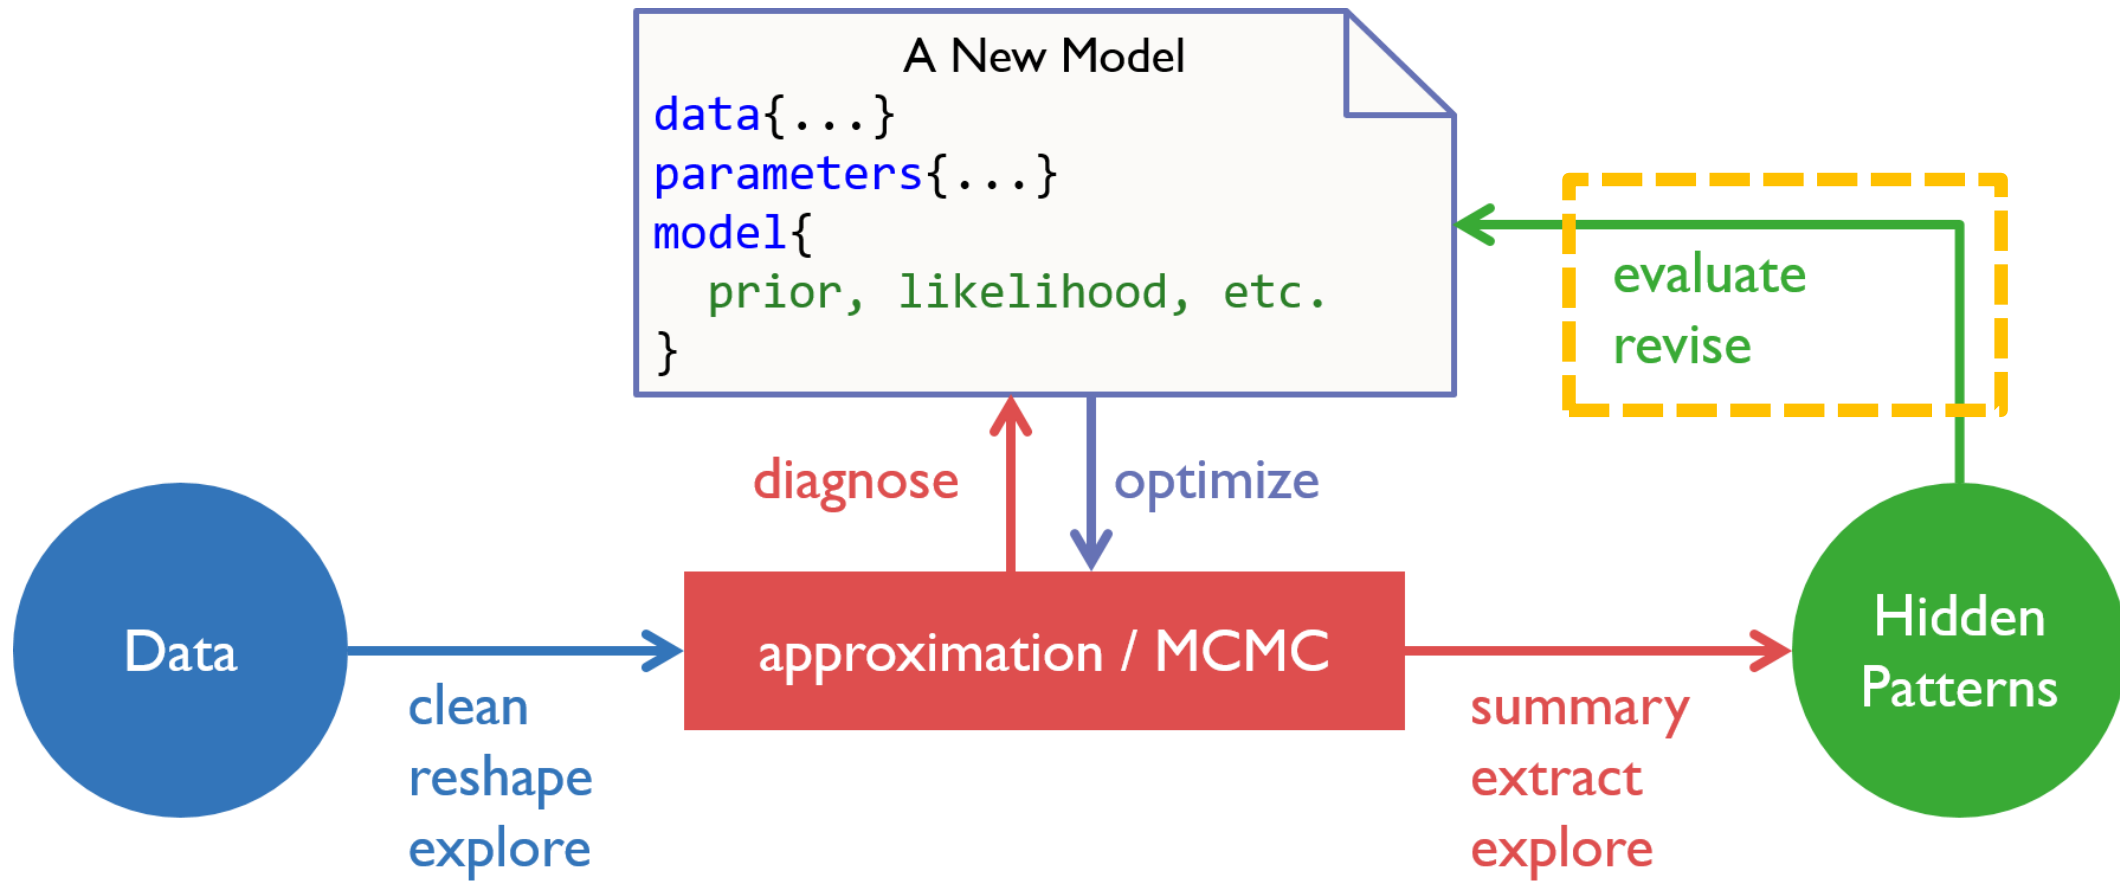 A New Model
data{...}
parameters{...}
model{
prior, likelihood, etc.
}
evaluate
revise
diagnose
optimize
Data
approximation / MCMC
Hidden
Patterns
clean
reshape
explore
summary
extract
explore